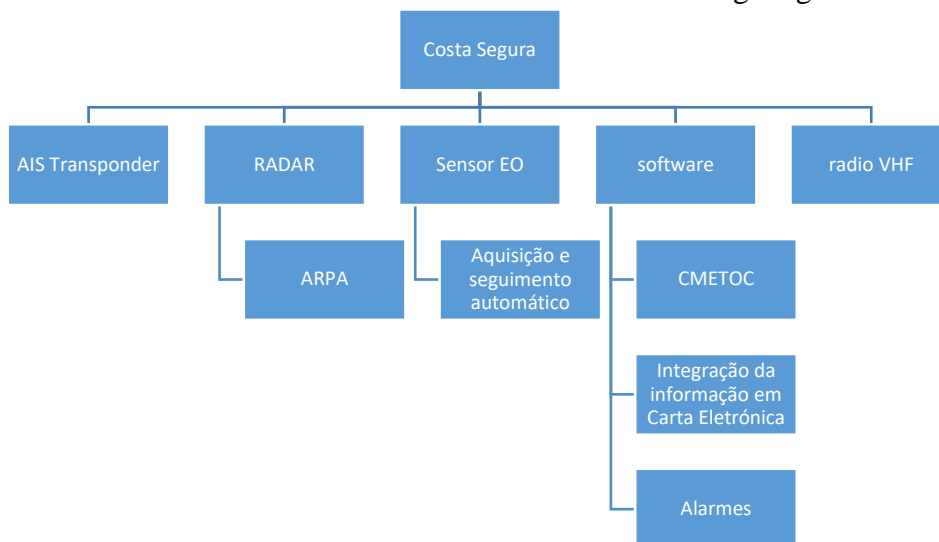 Costa Segura
AIS Transponder
RADAR
Sensor EO
software
radio VHF
ARPA
Aquisição e
seguimento
automático
CMETOC
Integração da
informação em
Carta Eletrónica
Alarmes